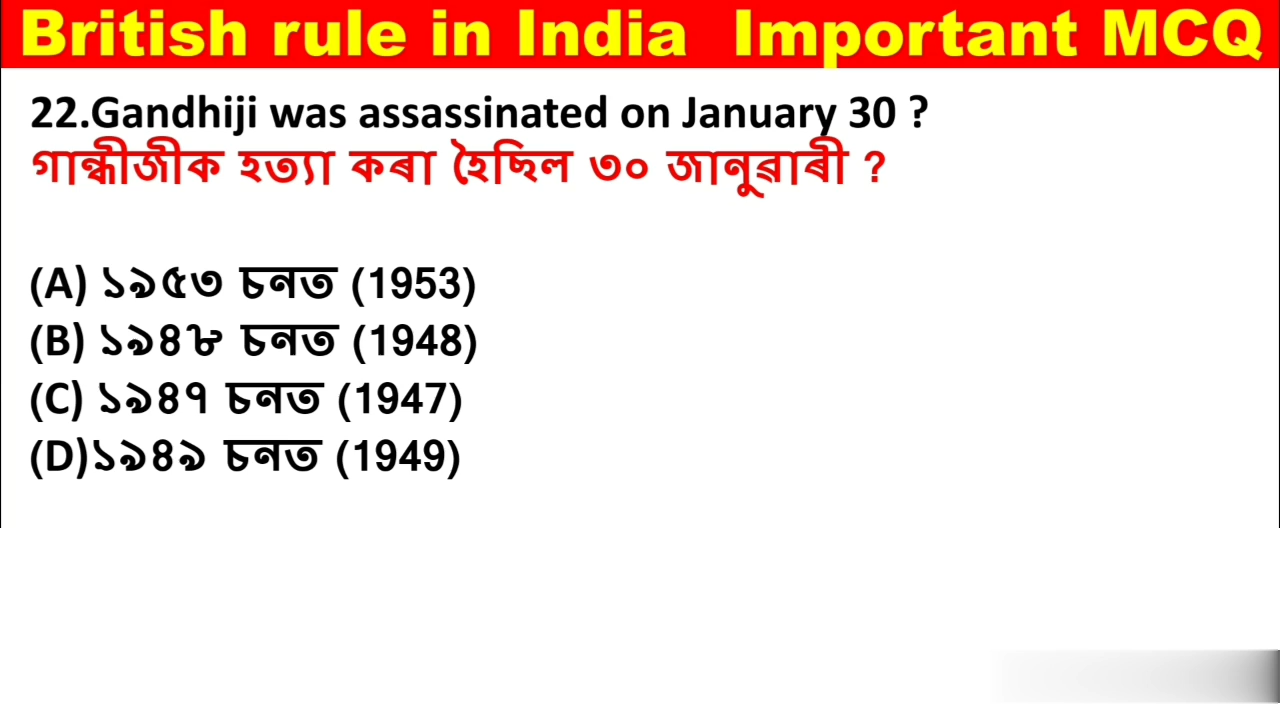 British rule in India Important MCQ
22.Gandhiji was assassinated on January 30 ?
গান্ধীজীক হত্যা কৰা হৈছিল ৩০ জানুৱাৰী ?
(A) ১৯৫৩ চনত (1953)
(B) ১৯৪৮ চনত (1948)
(C) ১৯৪৭ চনত (1947)
(D)১৯৪৯ চনত (1949)